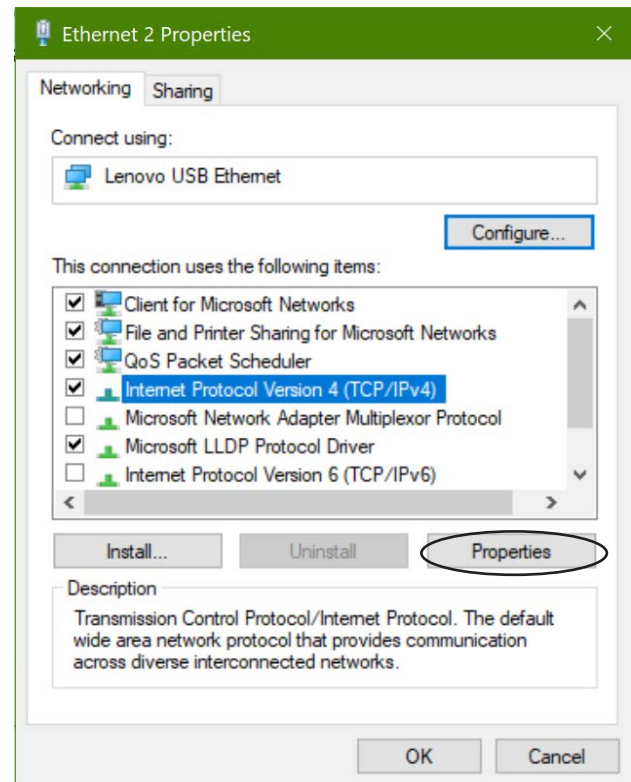 Ethernet 2 Properties
Networking
Sharing
Connect using:
Lenovo USB Ethernet
Configure...
This connection uses the following items:
Client for Microsoft Networks
File and Printer Sharing for Microsoft Networks
QoS Packet Scheduler
Internet Protocol Version 4 (TCP/IPv4)
Microsoft Network Adapter Multiplexor Protocol
Microsoft LLDP Protocol Driver
Internet Protocol Version 6 (TCP/IPv6)
Install...
Uninstall
Properties
Description
Transmission Control Protocol/Internet Protocol. The default
wide area network protocol that provides communication
across diverse interconnected networks.
OK
Cancel